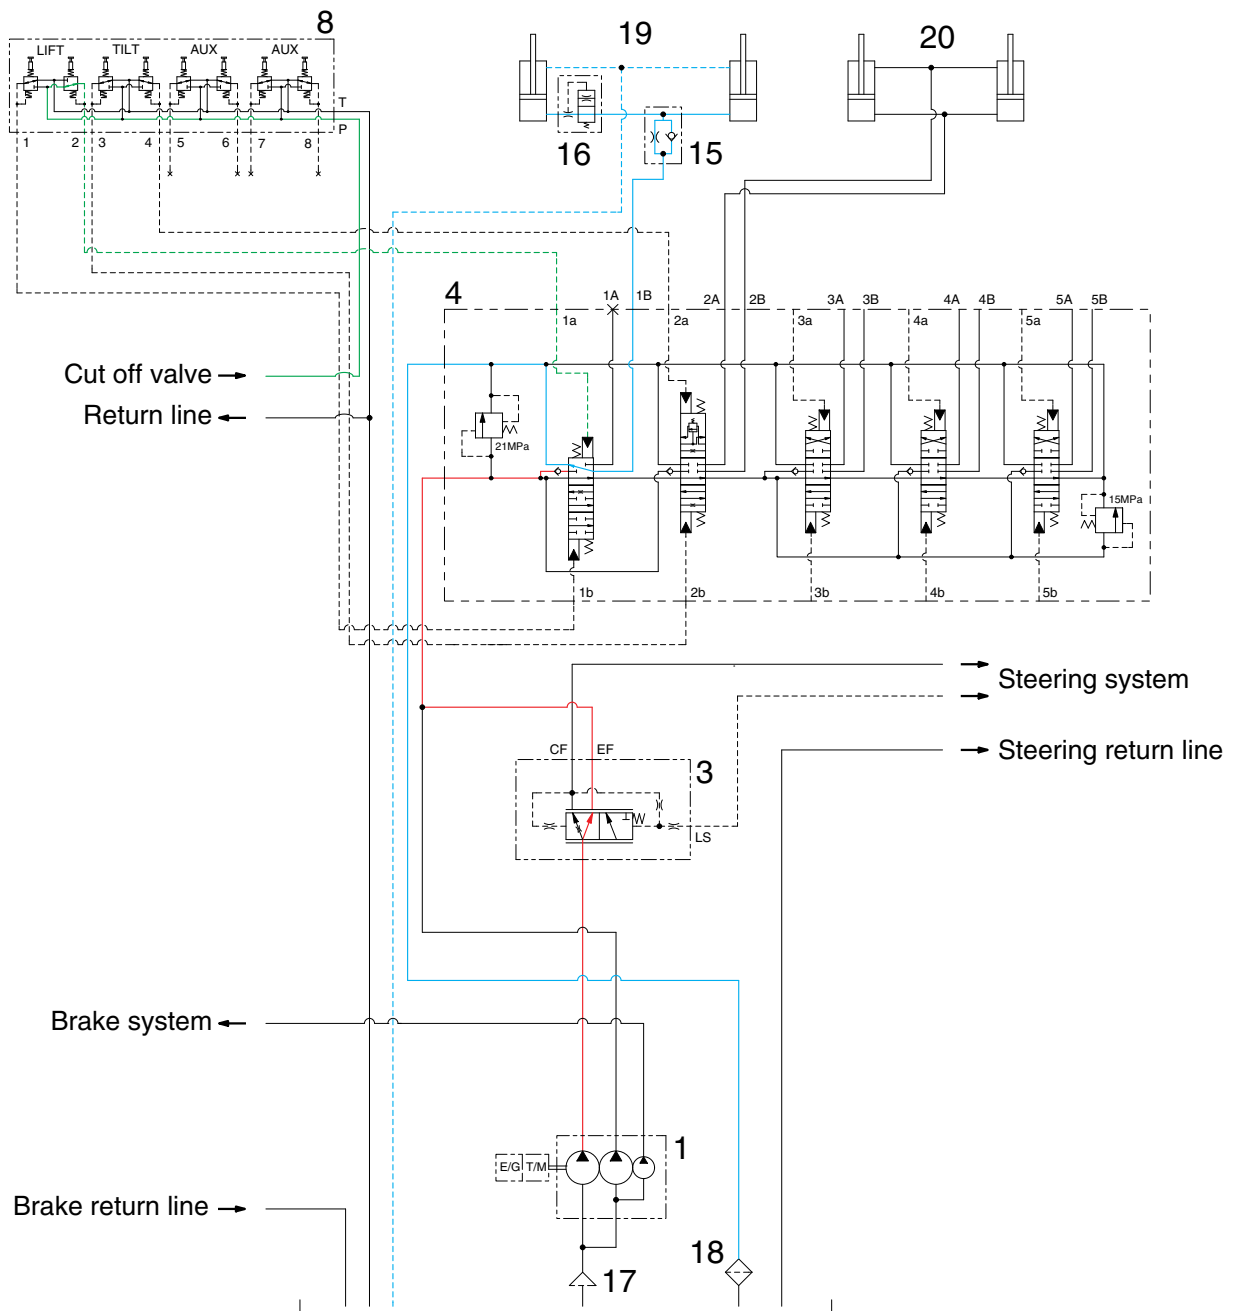 8
LIFT TILT AUX AUX
T
P
1 2 3 4 5 6 7 8
19
20
16
15
4
1A 1B 2A 2B 3A 3B 4A 4B 5A 5B
1a 2a 3a 4a 5a
Cut off valve
Return line
21MPa
15MPa
1b 2b 3b 4b 5b
Steering system
CF EF
3
Steering return line
LS
Brake system
1
E/G T/M
Brake return line
18
17